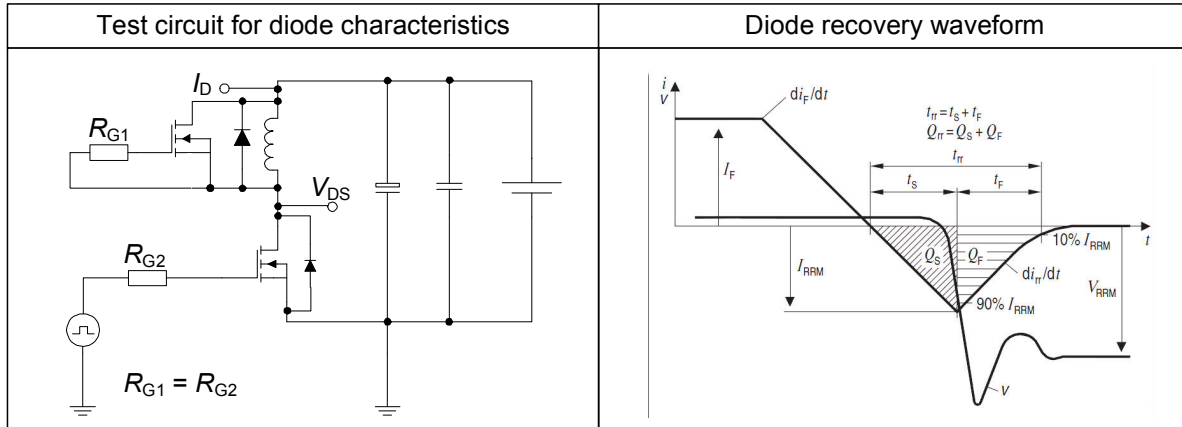 Test circuit for diode characteristics
Diode recovery waveform
I_D
R_G1
V_DS
R_G2
R_G1 = R_G2
i
v
di_F/dt
t_rr = t_S + t_F
Q_rr = Q_S + Q_F
t_rr
I_F
t_S t_F
t
10% I_RRM
Q_S Q_F
I_RRM
di_rr/dt
V_RRM
90% I_RRM
v